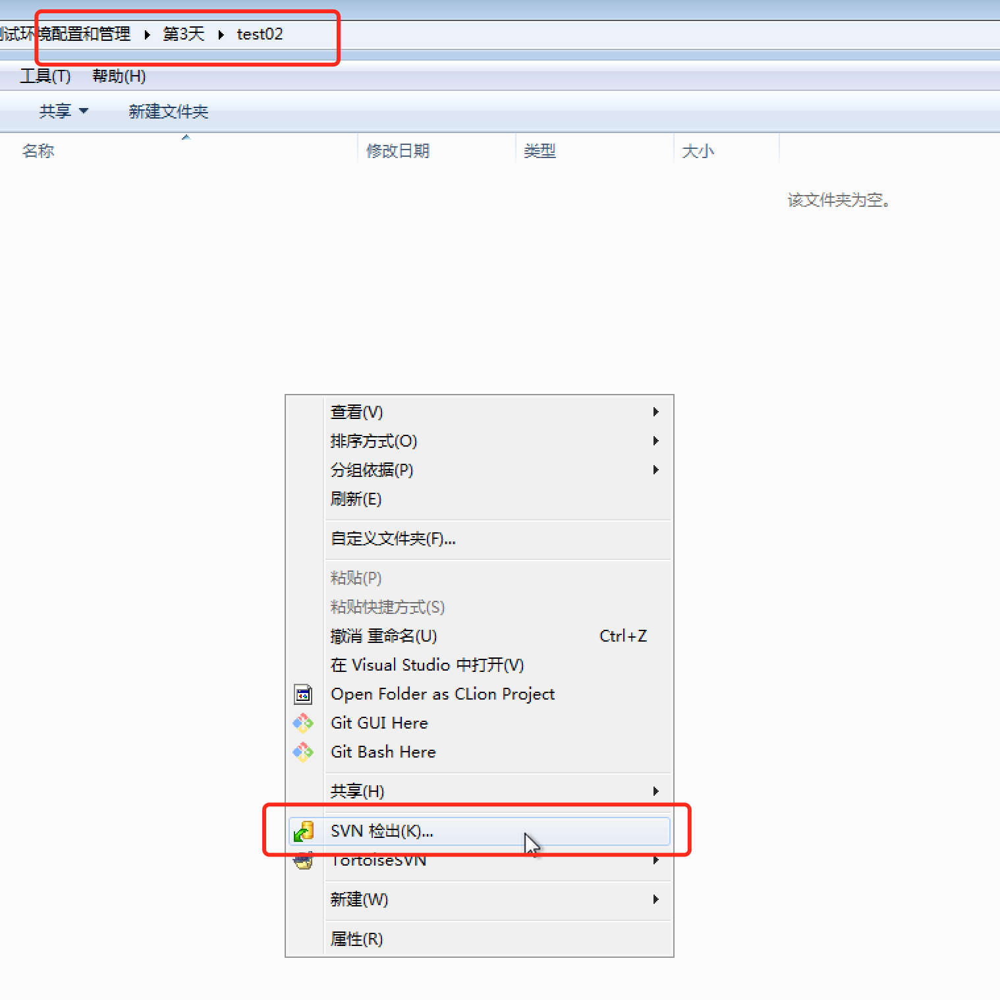 试环境配置和管理 ▸ 第3天 ▸ test02
工具(T) 帮助(H)
共享 新建文件夹
名称 修改日期 类型 大小
该文件夹为空。
查看(V)
排序方式(O)
分组依据(P)
刷新(E)
自定义文件夹(F)...
粘贴(P)
粘贴快捷方式(S)
撤消 重命名(U) Ctrl+Z
在 Visual Studio 中打开(V)
Open Folder as CLion Project
Git GUI Here
Git Bash Here
共享(H)
SVN 检出(K)...
TortoiseSVN
新建(W)
属性(R)